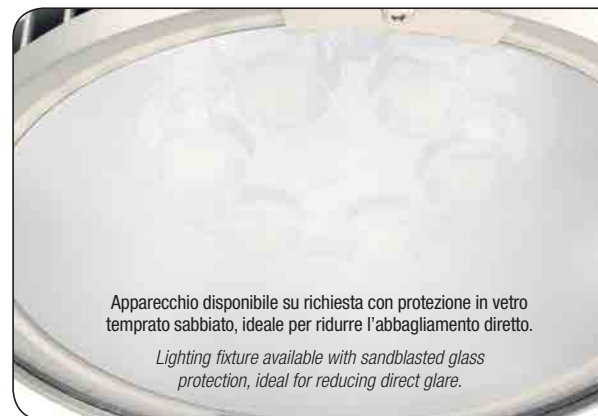 Apparecchio disponibile su richiesta con protezione in vetro
temprato sabbiato, ideale per ridurre l’abbagliamento diretto.
Lighting fixture available with sandblasted glass
protection, ideal for reducing direct glare.